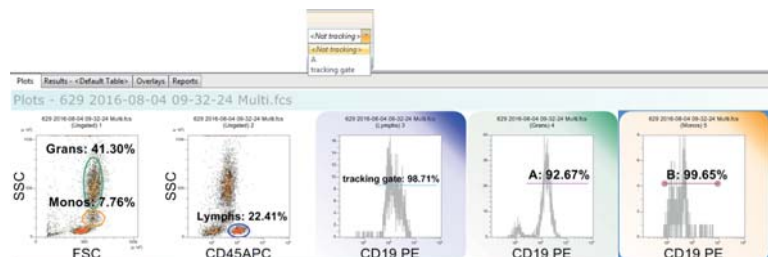 <Not tracking>
<Not tracking>
A
tracking gate
Plots
Results - <Default Table>
Overlays
Reports
Plots - 629 2016-08-04 09-32-24 Multi.fcs
629 2016-08-04 09-32-24 Multi.fcs
(Ungated) 1
Grans: 41.30%
Monos: 7.76%
SSC
FSC
629 2016-08-04 09-32-24 Multi.fcs
(Ungated) 2
Lymphs: 22.41%
SSC
CD45APC
629 2016-08-04 09-32-24 Multi.fcs
(Lymphs) 3
tracking gate: 98.71%
CD19 PE
629 2016-08-04 09-32-24 Multi.fcs
(Grans) 4
A: 92.67%
CD19 PE
629 2016-08-04 09-32-24 Multi.fcs
(Monos) 5
B: 99.65%
CD19 PE